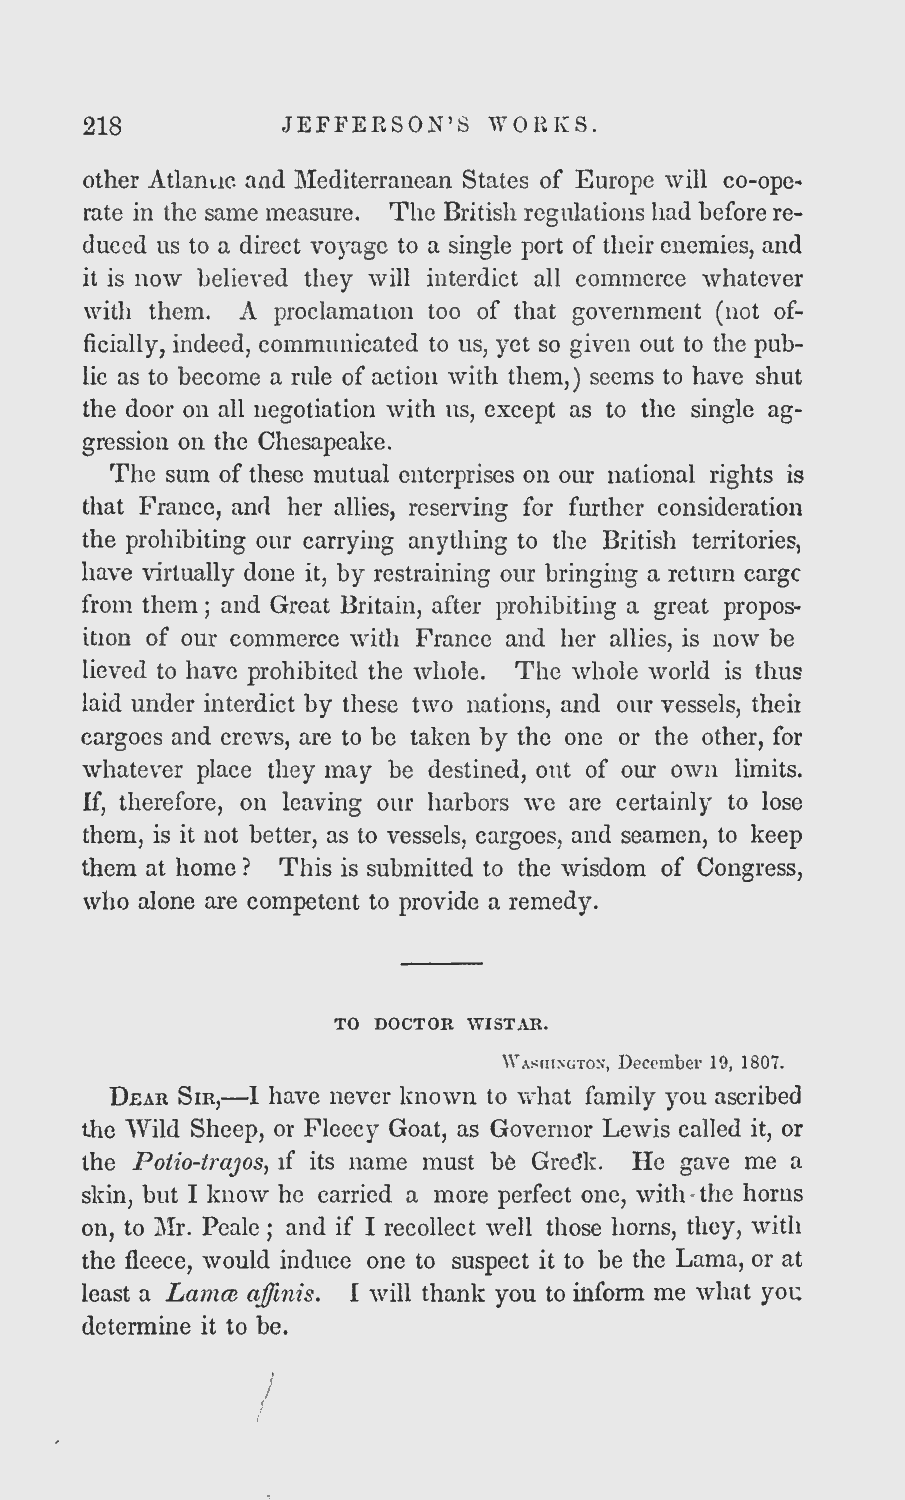 218 JEFFERSON'S WORKS.
other Atlantic and Mediterranean States of Europe will co-ope-
rate in the same measure. The British regulations had before re-
duced us to a direct voyage to a single port of their enemies, and
it is now believed they will interdict all commerce whatever
with them. A proclamation too of that government (not of-
ficially, indeed, communicated to us, yet so given out to the pub-
lic as to become a rule of action with them,) seems to have shut
the door on all negotiation with us, except as to the single ag-
gression on the Chesapeake.
The sum of these mutual enterprises on our national rights is
that France, and her allies, reserving for further consideration
the prohibiting our carrying anything to the British territories,
have virtually done it, by restraining our bringing a return cargo
from them; and Great Britain, after prohibiting a great propos-
ition of our commerce with France and her allies, is now be
lieved to have prohibited the whole. The whole world is thus
laid under interdict by these two nations, and our vessels, their
cargoes and crews, are to be taken by the one or the other, for
whatever place they may be destined, out of our own limits.
If, therefore, on leaving our harbors we are certainly to lose
them, is it not better, as to vessels, cargoes, and seamen, to keep
them at home? This is submitted to the wisdom of Congress,
who alone are competent to provide a remedy.
TO DOCTOR WISTAR.
WASHINGTON, December 19, 1807.
DEAR SIR,—I have never known to what family you ascribed
the Wild Sheep, or Fleecy Goat, as Governor Lewis called it, or
the Potio-tragos, if its name must be Greek. He gave me a
skin, but I know he carried a more perfect one, with the horns
on, to Mr. Peale; and if I recollect well those horns, they, with
the fleece, would induce one to suspect it to be the Lama, or at
least a Lamæ affinis. I will thank you to inform me what you
determine it to be.